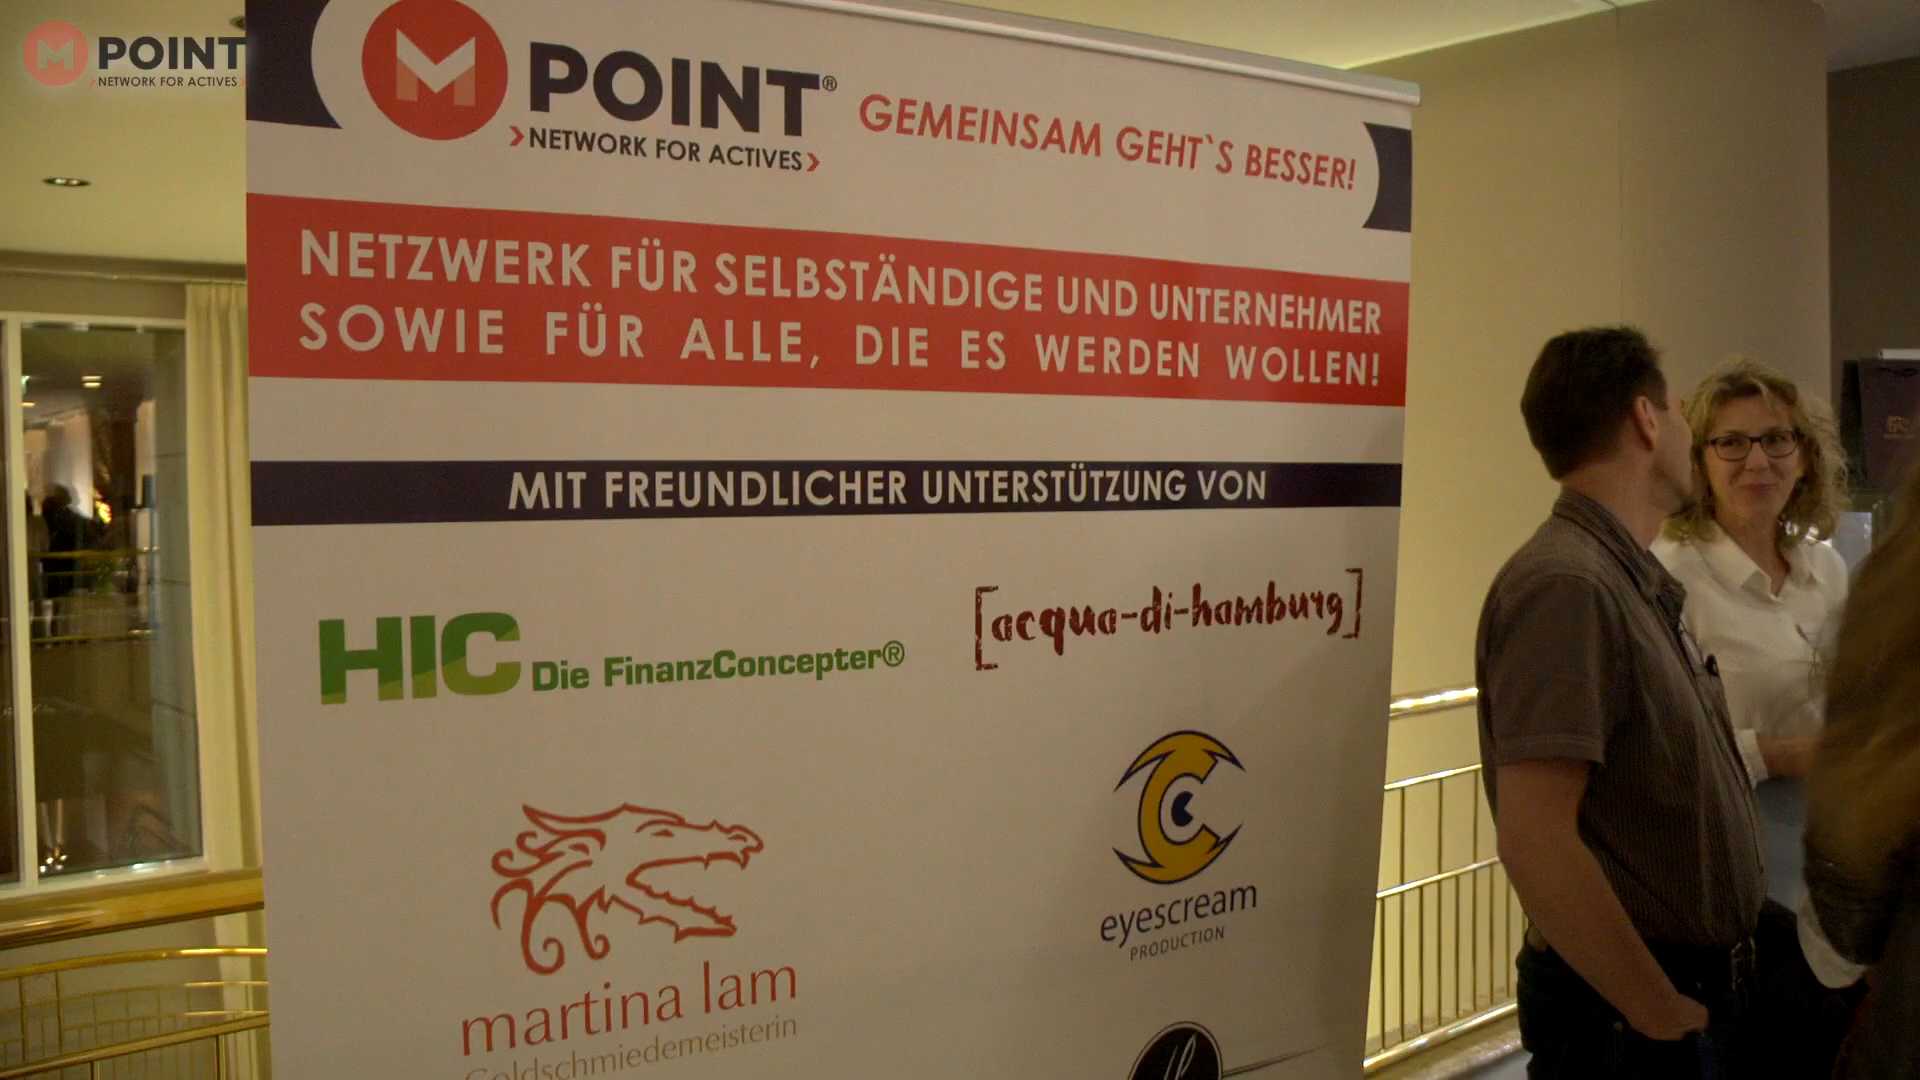 M POINT
NETWORK FOR ACTIVES
M POINT®
NETWORK FOR ACTIVES
GEMEINSAM GEHT`S BESSER!
NETZWERK FÜR SELBSTÄNDIGE UND UNTERNEHMER
SOWIE FÜR ALLE, DIE ES WERDEN WOLLEN!
MIT FREUNDLICHER UNTERSTÜTZUNG VON
HIC Die FinanzConcepter®
[acqua-di-hamburg]
eyescream
PRODUCTION
martina lam
Goldschmiedemeisterin